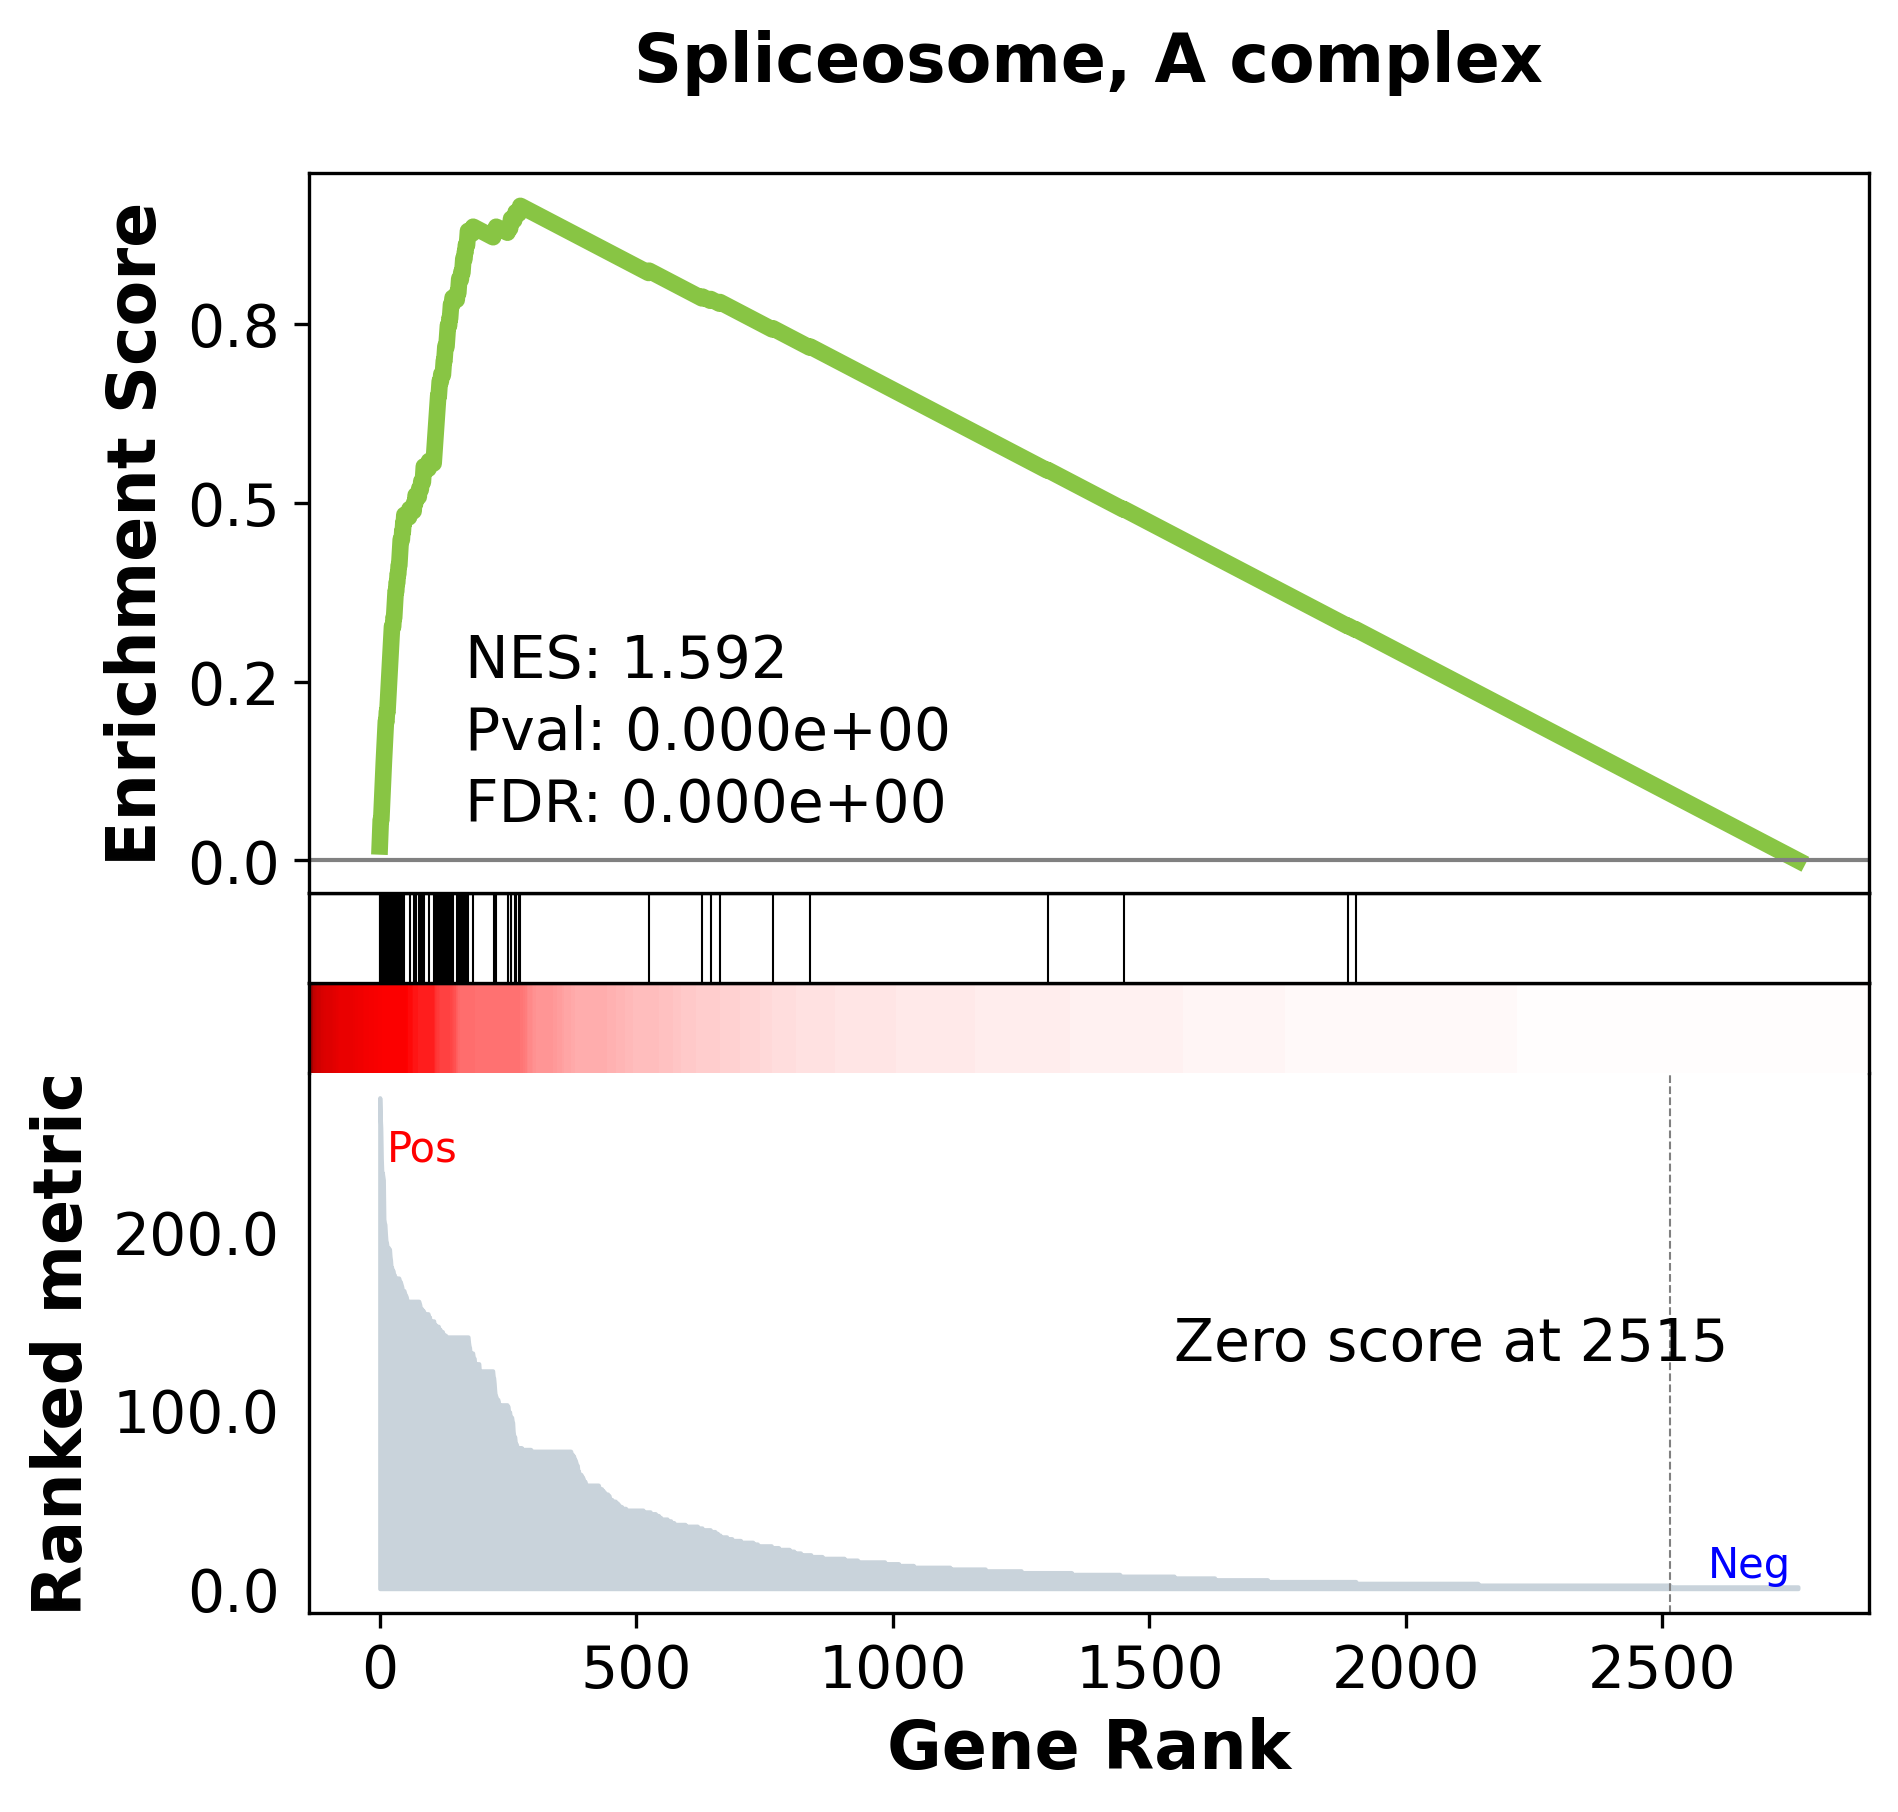 Spliceosome, A complex
Enrichment Score
0.8
0.5
0.2
0.0
NES: 1.592
Pval: 0.000e+00
FDR: 0.000e+00
Ranked metric
Pos
200.0
100.0
0.0
Zero score at 2515
Neg
0 500 1000 1500 2000 2500
Gene Rank